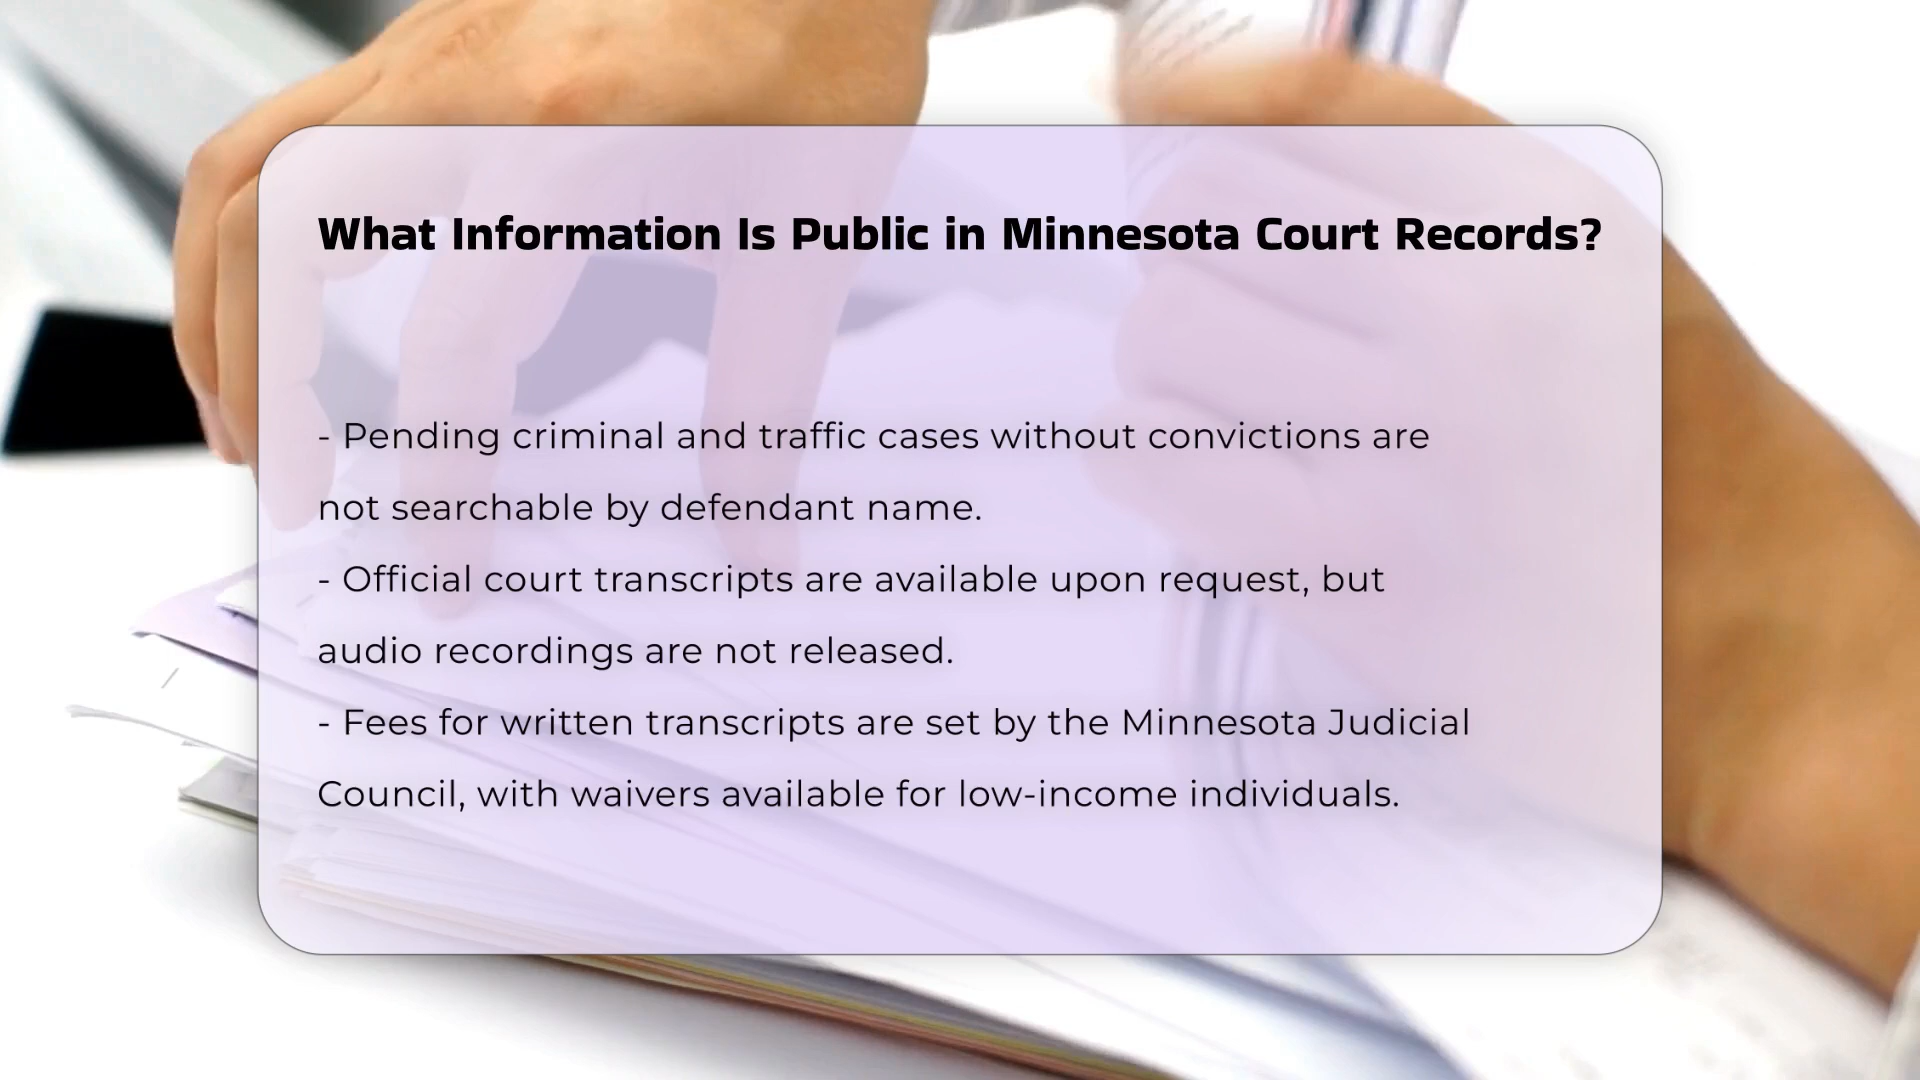 What Information Is Public in Minnesota Court Records?
- Pending criminal and traffic cases without convictions are
not searchable by defendant name.
- Official court transcripts are available upon request, but
audio recordings are not released.
- Fees for written transcripts are set by the Minnesota Judicial
Council, with waivers available for low-income individuals.